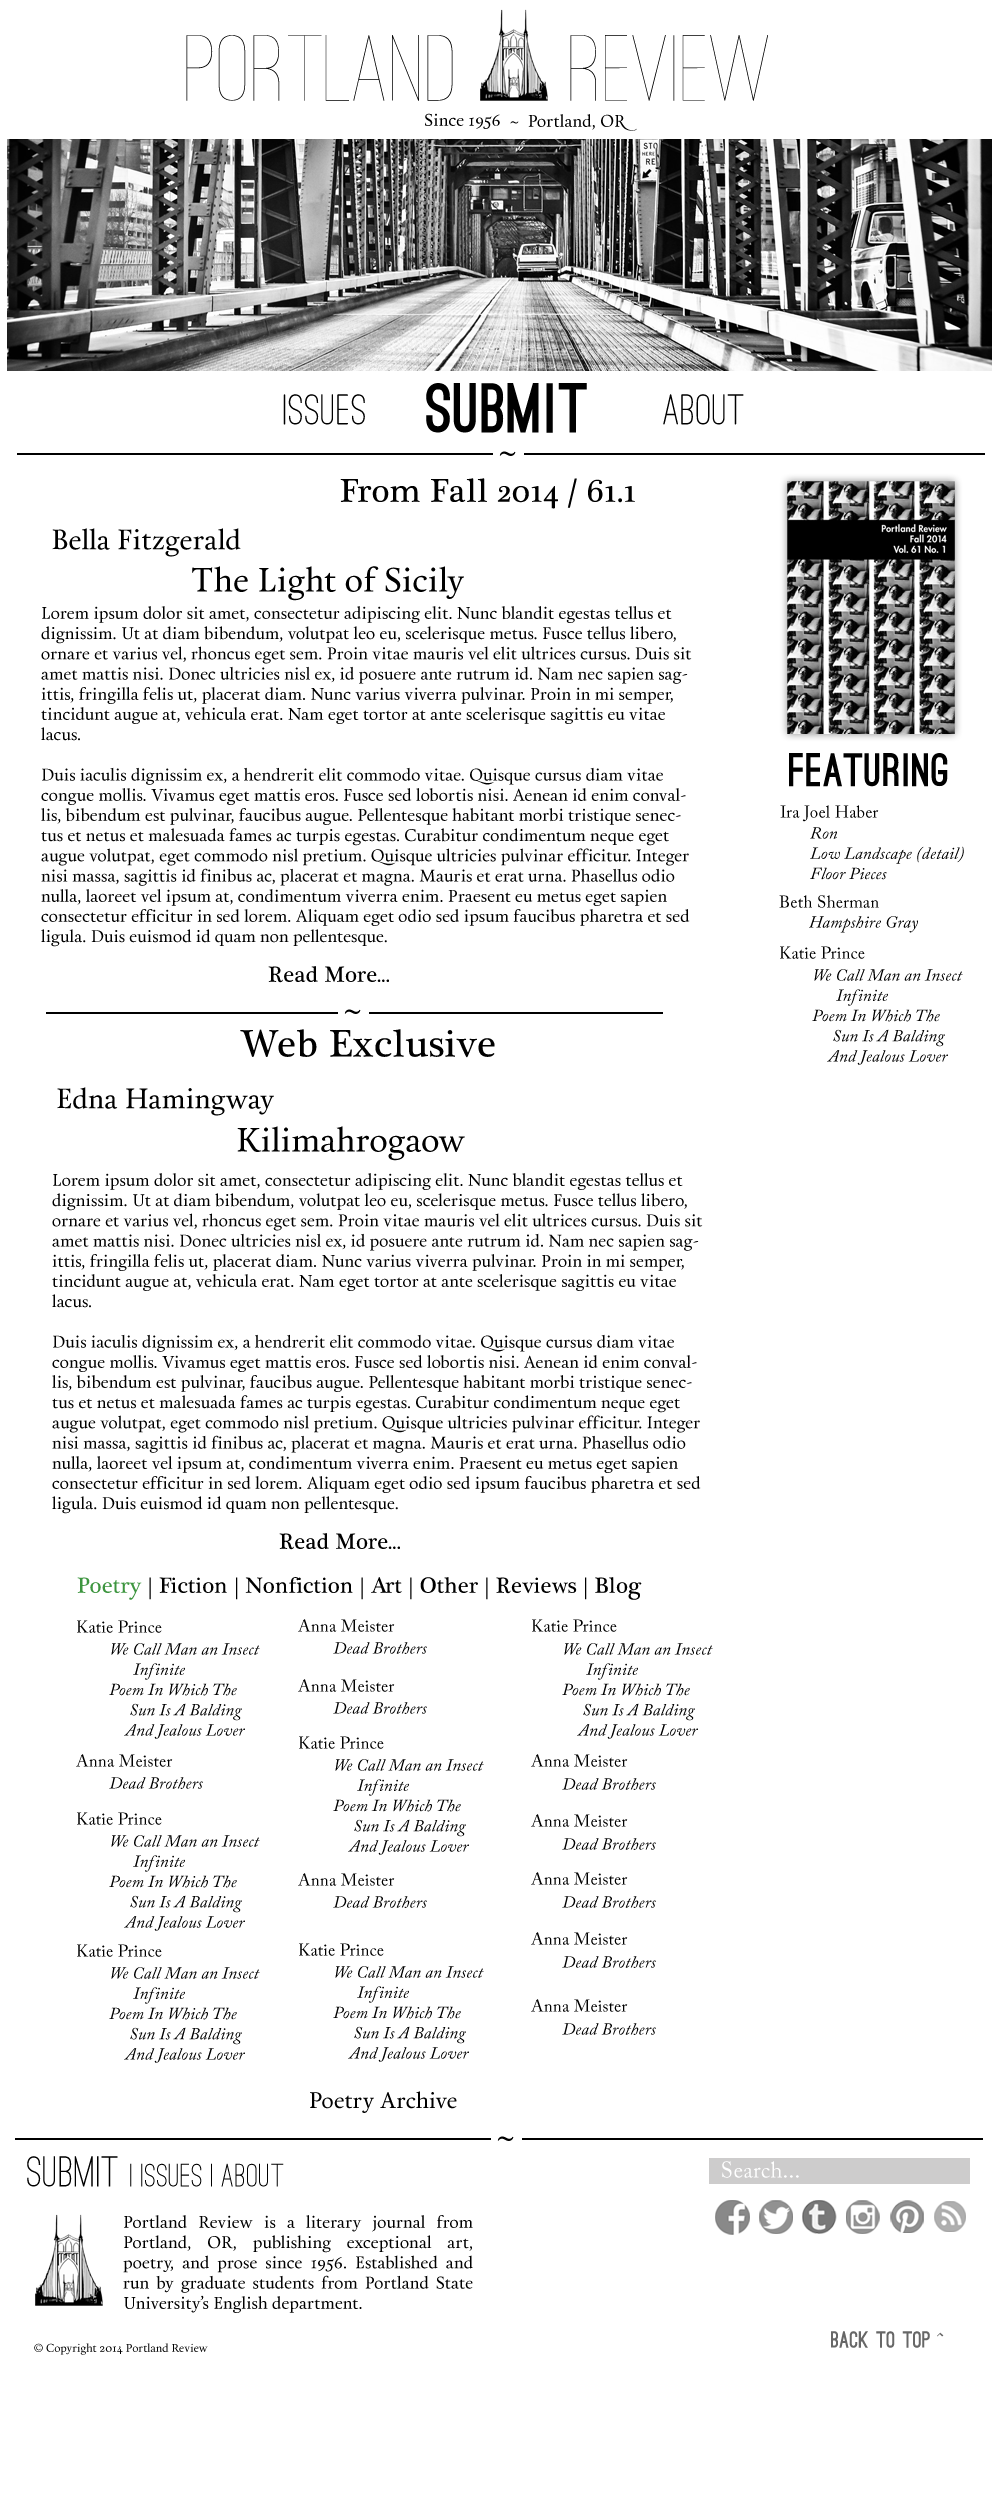 PORTLAND REVIEW
Since 1956 ~ Portland, OR
STO
HERE
RE
ISSUES SUBMIT ABOUT
~
From Fall 2014 / 61.1
Bella Fitzgerald
The Light of Sicily
Lorem ipsum dolor sit amet, consectetur adipiscing elit. Nunc blandit egestas tellus et
dignissim. Ut at diam bibendum, volutpat leo eu, scelerisque metus. Fusce tellus libero,
ornare et varius vel, rhoncus eget sem. Proin vitae mauris vel elit ultrices cursus. Duis sit
amet mattis nisi. Donec ultricies nisl ex, id posuere ante rutrum id. Nam nec sapien sag-
ittis, fringilla felis ut, placerat diam. Nunc varius viverra pulvinar. Proin in mi semper,
tincidunt augue at, vehicula erat. Nam eget tortor at ante scelerisque sagittis eu vitae
lacus.
Duis iaculis dignissim ex, a hendrerit elit commodo vitae. Quisque cursus diam vitae
congue mollis. Vivamus eget mattis eros. Fusce sed lobortis nisi. Aenean id enim conval-
lis, bibendum est pulvinar, faucibus augue. Pellentesque habitant morbi tristique senec-
tus et netus et malesuada fames ac turpis egestas. Curabitur condimentum neque eget
augue volutpat, eget commodo nisl pretium. Quisque ultricies pulvinar efficitur. Integer
nisi massa, sagittis id finibus ac, placerat et magna. Mauris et erat urna. Phasellus odio
nulla, laoreet vel ipsum at, condimentum viverra enim. Praesent eu metus eget sapien
consectetur efficitur in sed lorem. Aliquam eget odio sed ipsum faucibus pharetra et sed
ligula. Duis euismod id quam non pellentesque.
Read More...
Portland Review
Fall 2014
Vol. 61 No. 1
FEATURING
Ira Joel Haber
Ron
Low Landscape (detail)
Floor Pieces
Beth Sherman
Hampshire Gray
Katie Prince
We Call Man an Insect
Infinite
Poem In Which The
Sun Is A Balding
And Jealous Lover
~
Web Exclusive
Edna Hamingway
Kilimahrogaow
Lorem ipsum dolor sit amet, consectetur adipiscing elit. Nunc blandit egestas tellus et
dignissim. Ut at diam bibendum, volutpat leo eu, scelerisque metus. Fusce tellus libero,
ornare et varius vel, rhoncus eget sem. Proin vitae mauris vel elit ultrices cursus. Duis sit
amet mattis nisi. Donec ultricies nisl ex, id posuere ante rutrum id. Nam nec sapien sag-
ittis, fringilla felis ut, placerat diam. Nunc varius viverra pulvinar. Proin in mi semper,
tincidunt augue at, vehicula erat. Nam eget tortor at ante scelerisque sagittis eu vitae
lacus.
Duis iaculis dignissim ex, a hendrerit elit commodo vitae. Quisque cursus diam vitae
congue mollis. Vivamus eget mattis eros. Fusce sed lobortis nisi. Aenean id enim conval-
lis, bibendum est pulvinar, faucibus augue. Pellentesque habitant morbi tristique senec-
tus et netus et malesuada fames ac turpis egestas. Curabitur condimentum neque eget
augue volutpat, eget commodo nisl pretium. Quisque ultricies pulvinar efficitur. Integer
nisi massa, sagittis id finibus ac, placerat et magna. Mauris et erat urna. Phasellus odio
nulla, laoreet vel ipsum at, condimentum viverra enim. Praesent eu metus eget sapien
consectetur efficitur in sed lorem. Aliquam eget odio sed ipsum faucibus pharetra et sed
ligula. Duis euismod id quam non pellentesque.
Read More...
Poetry | Fiction | Nonfiction | Art | Other | Reviews | Blog
Katie Prince
We Call Man an Insect
Infinite
Poem In Which The
Sun Is A Balding
And Jealous Lover
Anna Meister
Dead Brothers
Katie Prince
We Call Man an Insect
Infinite
Poem In Which The
Sun Is A Balding
And Jealous Lover
Katie Prince
We Call Man an Insect
Infinite
Poem In Which The
Sun Is A Balding
And Jealous Lover
Anna Meister
Dead Brothers
Anna Meister
Dead Brothers
Katie Prince
We Call Man an Insect
Infinite
Poem In Which The
Sun Is A Balding
And Jealous Lover
Anna Meister
Dead Brothers
Katie Prince
We Call Man an Insect
Infinite
Poem In Which The
Sun Is A Balding
And Jealous Lover
Katie Prince
We Call Man an Insect
Infinite
Poem In Which The
Sun Is A Balding
And Jealous Lover
Anna Meister
Dead Brothers
Anna Meister
Dead Brothers
Anna Meister
Dead Brothers
Anna Meister
Dead Brothers
Anna Meister
Dead Brothers
Poetry Archive
~
SUBMIT | ISSUES | ABOUT
Search...
Portland Review is a literary journal from
Portland, OR, publishing exceptional art,
poetry, and prose since 1956. Established and
run by graduate students from Portland State
University's English department.
© Copyright 2014 Portland Review
BACK TO TOP ^